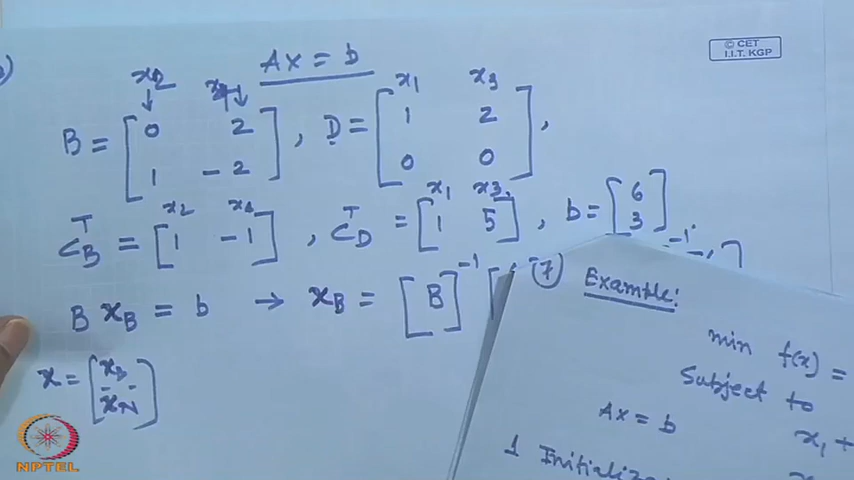 Ax = b
© CET
I.I.T. KGP
x2 x4 x1 x3
B = [0 2; 1 -2], D = [1 2; 0 0],
x2 x4 x1 x3
C_B^T = [1 -1], C_D^T = [1 5], b = [6; 3]
B x_B = b → x_B = [B]^-1
x = [x_B; x_N]
(7) Example:
min f(x) =
Subject to
Ax = b
x1 +
1 Initializ
NPTEL